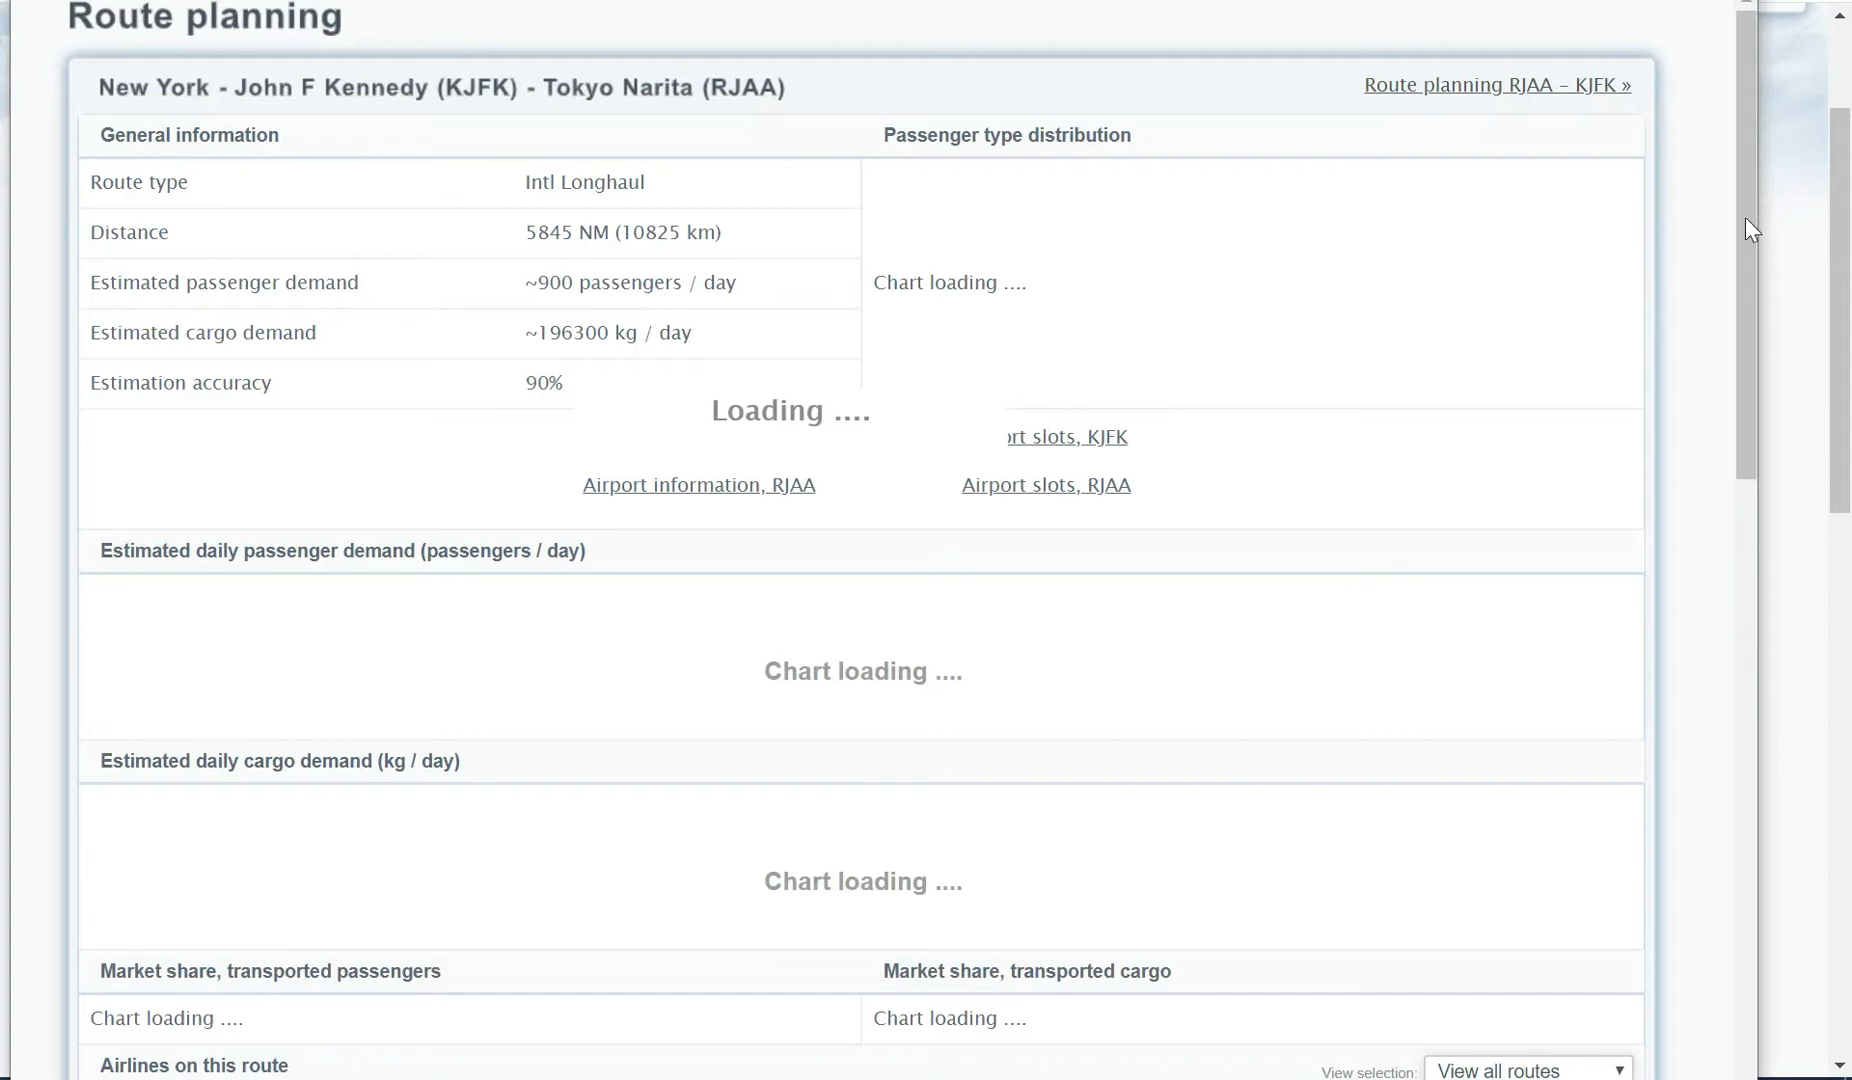 Route planning
New York - John F Kennedy (KJFK) - Tokyo Narita (RJAA)
Route planning RJAA – KJFK »
General information
Passenger type distribution
Route type
Intl Longhaul
Distance
5845 NM (10825 km)
Estimated passenger demand
~900 passengers / day
Chart loading ....
Estimated cargo demand
~196300 kg / day
Estimation accuracy
90%
Loading ....
slots, KJFK
Airport information, RJAA
Airport slots, RJAA
Estimated daily passenger demand (passengers / day)
Chart loading ....
Estimated daily cargo demand (kg / day)
Chart loading ....
Market share, transported passengers
Market share, transported cargo
Chart loading ....
Chart loading ....
Airlines on this route
View selection:
View all routes